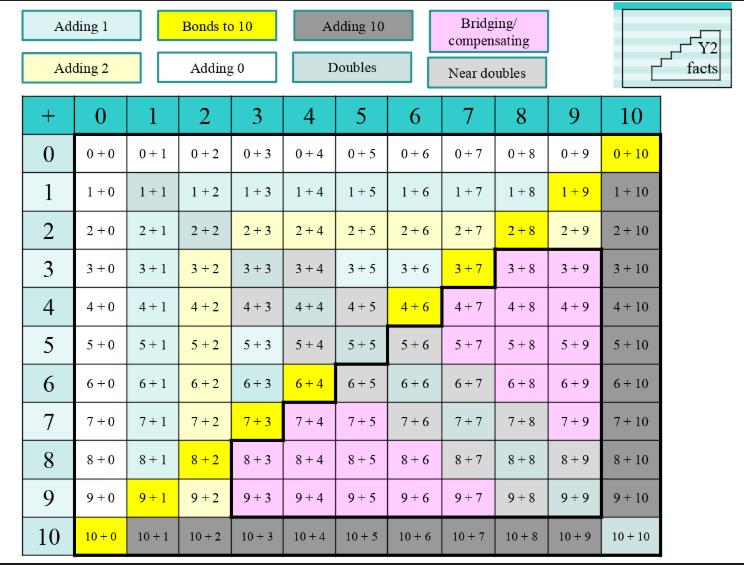 Adding 1
Bonds to 10
Adding 10
Bridging/
compensating
Y2
facts
Adding 2
Adding 0
Doubles
Near doubles
+ 0 1 2 3 4 5 6 7 8 9 10
0 0 + 0 0 + 1 0 + 2 0 + 3 0 + 4 0 + 5 0 + 6 0 + 7 0 + 8 0 + 9 0 + 10
1 1 + 0 1 + 1 1 + 2 1 + 3 1 + 4 1 + 5 1 + 6 1 + 7 1 + 8 1 + 9 1 + 10
2 2 + 0 2 + 1 2 + 2 2 + 3 2 + 4 2 + 5 2 + 6 2 + 7 2 + 8 2 + 9 2 + 10
3 3 + 0 3 + 1 3 + 2 3 + 3 3 + 4 3 + 5 3 + 6 3 + 7 3 + 8 3 + 9 3 + 10
4 4 + 0 4 + 1 4 + 2 4 + 3 4 + 4 4 + 5 4 + 6 4 + 7 4 + 8 4 + 9 4 + 10
5 5 + 0 5 + 1 5 + 2 5 + 3 5 + 4 5 + 5 5 + 6 5 + 7 5 + 8 5 + 9 5 + 10
6 6 + 0 6 + 1 6 + 2 6 + 3 6 + 4 6 + 5 6 + 6 6 + 7 6 + 8 6 + 9 6 + 10
7 7 + 0 7 + 1 7 + 2 7 + 3 7 + 4 7 + 5 7 + 6 7 + 7 7 + 8 7 + 9 7 + 10
8 8 + 0 8 + 1 8 + 2 8 + 3 8 + 4 8 + 5 8 + 6 8 + 7 8 + 8 8 + 9 8 + 10
9 9 + 0 9 + 1 9 + 2 9 + 3 9 + 4 9 + 5 9 + 6 9 + 7 9 + 8 9 + 9 9 + 10
10 10 + 0 10 + 1 10 + 2 10 + 3 10 + 4 10 + 5 10 + 6 10 + 7 10 + 8 10 + 9 10 + 10